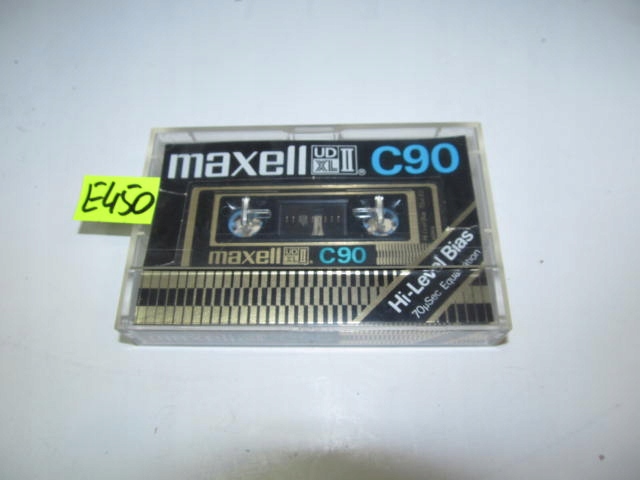 maxell UD XL II ® C90
E450
maxell UD XL II C90
Hi-Level Bias
70μSec Equalization